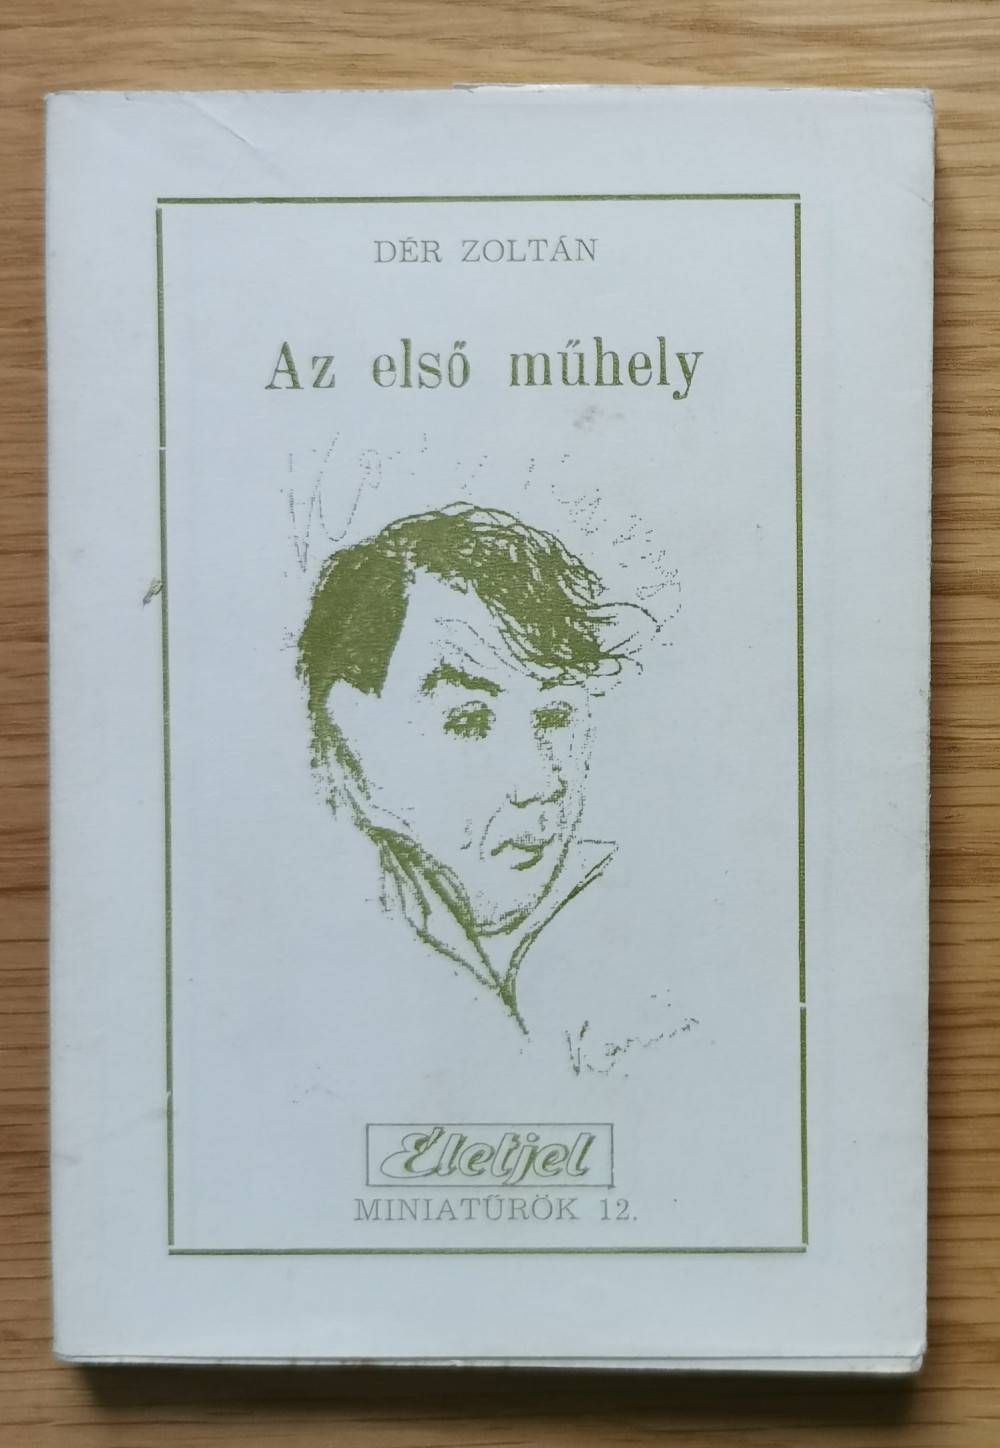 DÉR ZOLTÁN
Az első műhely
Életjel
MINIATŰRÖK 12.